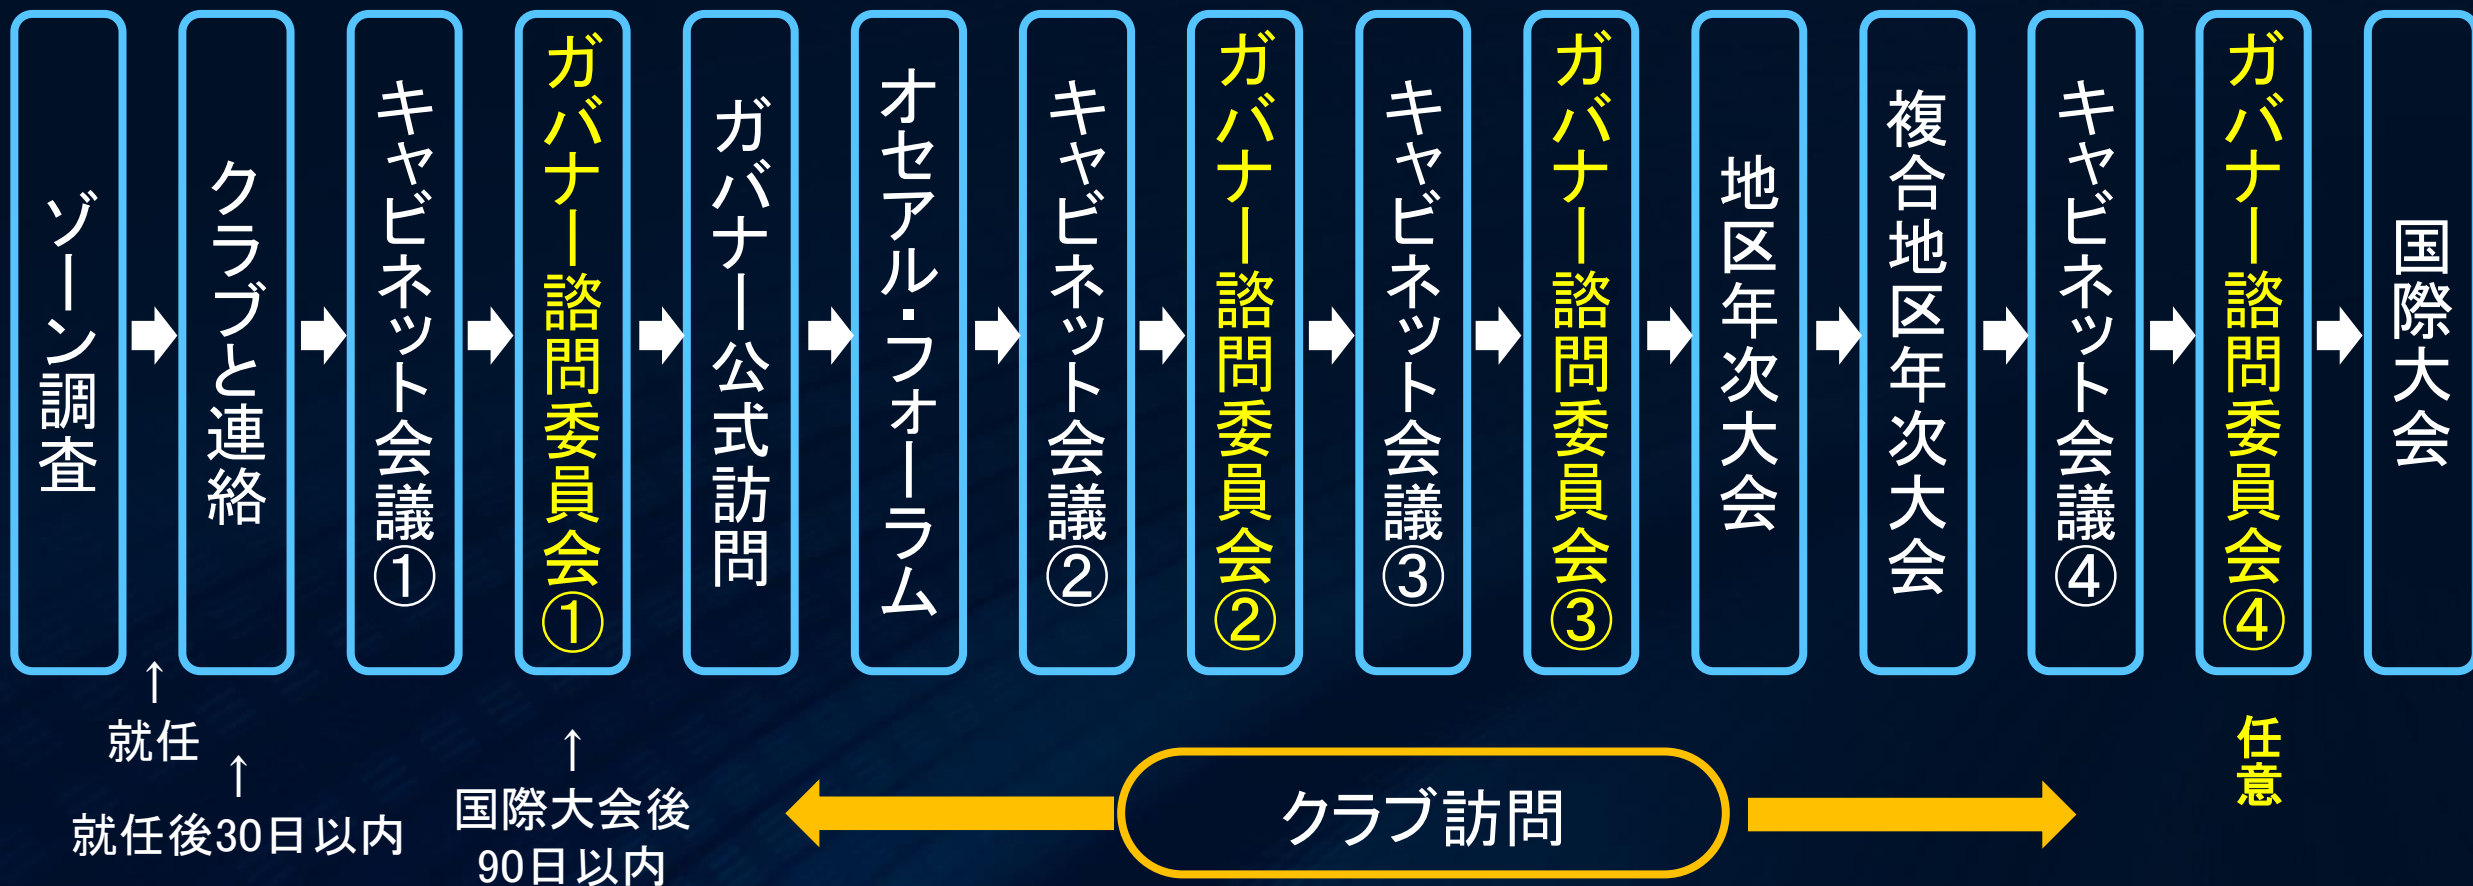 ゾーン調査
クラブと連絡
キャビネット会議①
ガバナー諮問委員会①
ガバナー公式訪問
オセアル・フォーラム
キャビネット会議②
ガバナー諮問委員会②
キャビネット会議③
ガバナー諮問委員会③
地区年次大会
複合地区年次大会
キャビネット会議④
ガバナー諮問委員会④
国際大会
↑
就任
↑
就任後30日以内
↑
国際大会後
90日以内
クラブ訪問
任意